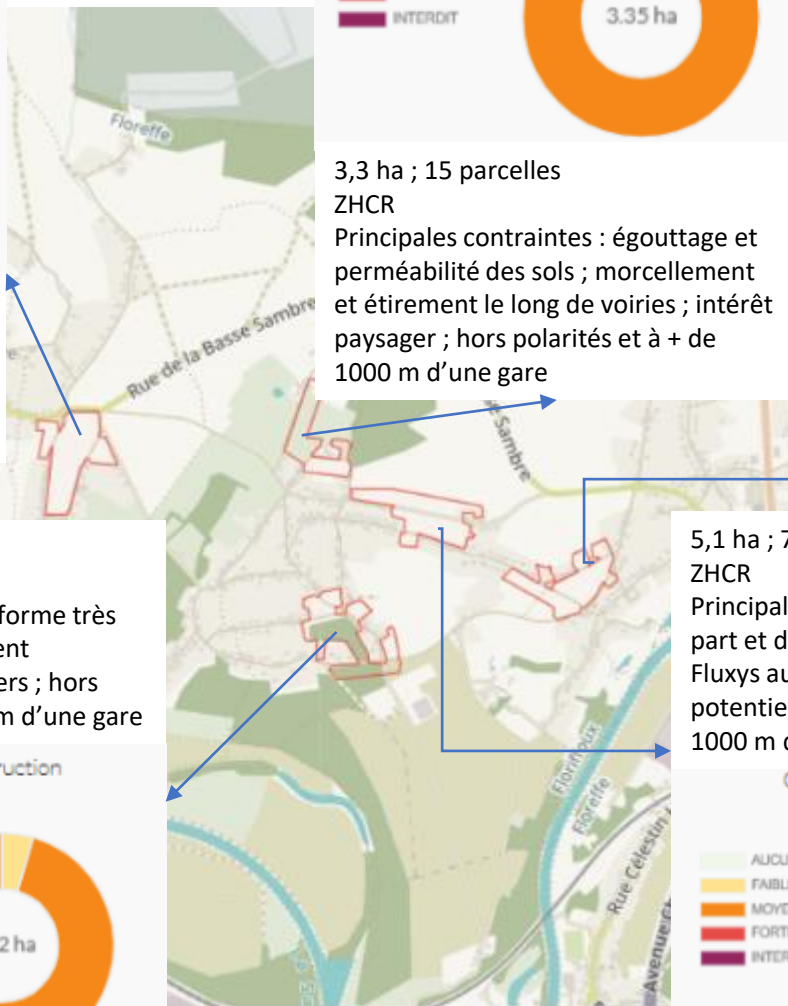 INTERDIT
3.35 ha
3,3 ha ; 15 parcelles
ZHCR
Principales contraintes : égouttage et
perméabilité des sols ; morcellement
et étirement le long de voiries ; intérêt
paysager ; hors polarités et à + de
1000 m d'une gare
Floreffe
Rue de la Basse Sambre
Sambre
forme très
ent
ers ; hors
m d'une gare
ruction
2 ha
5,1 ha ; 7
ZHCR
Principal
part et d
Fluxys au
potentie
1000 m d
AUCU
FAIBL
MOYE
FORT
INTER
Floriffoux
Floreffe
Rue Célestin
Avenue Ch